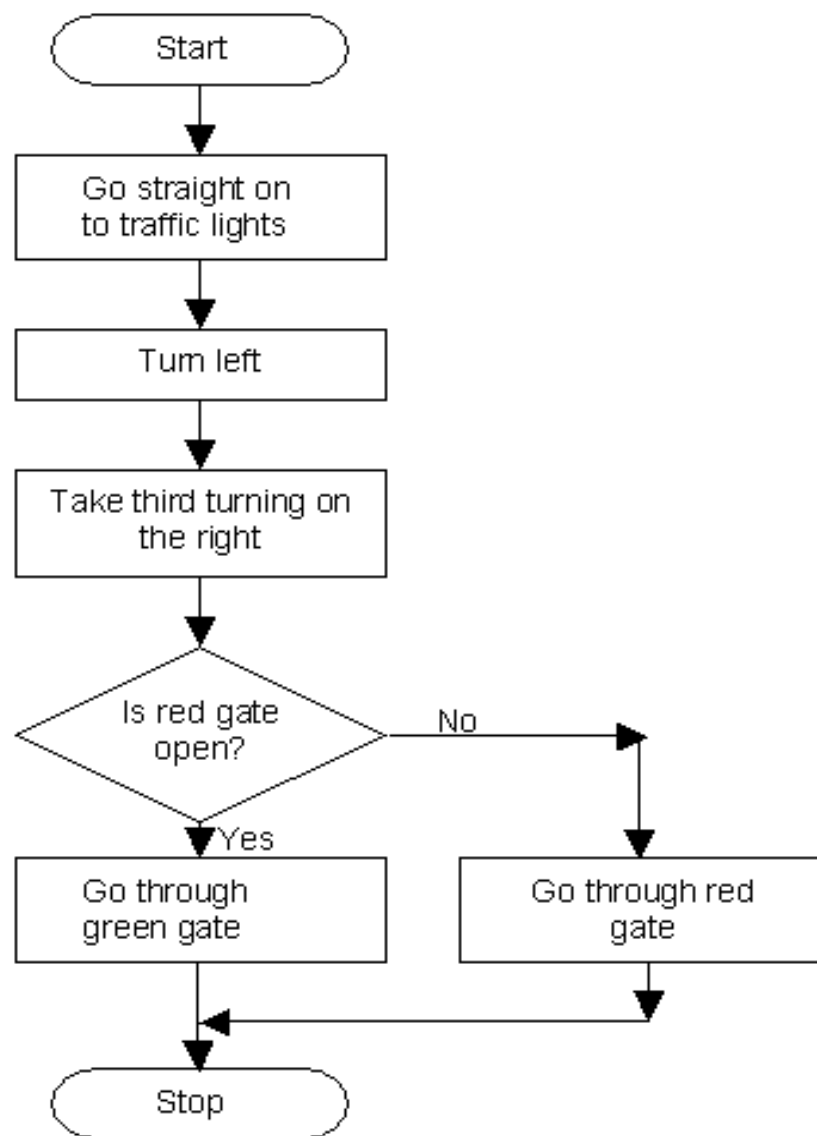 Start
Go straight on
to traffic lights
Turn left
Take third turning on
the right
Is red gate
open?
No
Yes
Go through
green gate
Go through red
gate
Stop